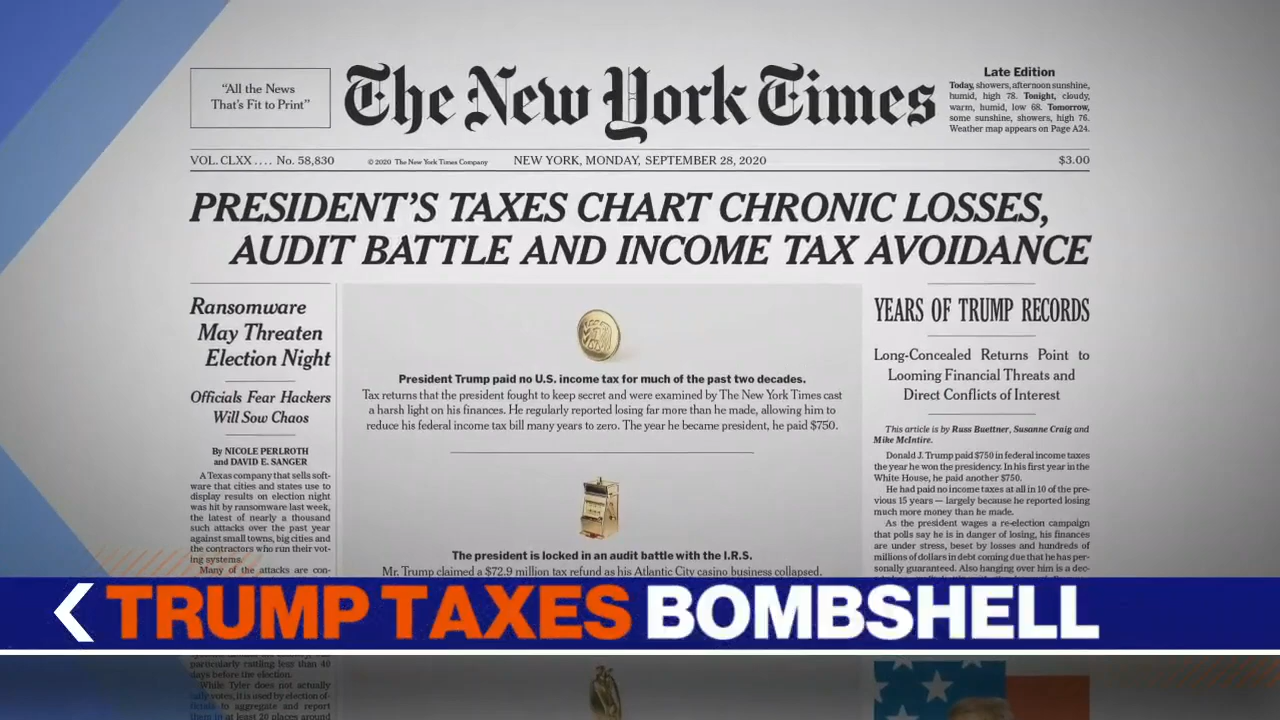 "All the News
That's Fit to Print"
The New York Times
Late Edition
Today, showers, afternoon sunshine,
humid, high 78. Tonight, cloudy,
warm, humid, low 68. Tomorrow,
some sunshine, showers, high 76.
Weather map appears on Page A24.
VOL. CLXX .... No. 58,830
© 2020 The New York Times Company
NEW YORK, MONDAY, SEPTEMBER 28, 2020
$3.00
PRESIDENT'S TAXES CHART CHRONIC LOSSES,
AUDIT BATTLE AND INCOME TAX AVOIDANCE
Ransomware
May Threaten
Election Night
Officials Fear Hackers
Will Sow Chaos
By NICOLE PERLROTH
and DAVID E. SANGER
A Texas company that sells soft-
ware that cities and states use to
display results on election night
was hit by ransomware last week,
the latest of nearly a thousand
such attacks over the past year
against small towns, big cities and
the contractors who run their vot-
ing systems.
Many of the attacks are con-
particularly rattling less than 40
days before the election.
While Tyler does not actually
tally votes, it is used by election of-
ficials to aggregate and report
them in at least 20 places around
President Trump paid no U.S. income tax for much of the past two decades.
Tax returns that the president fought to keep secret and were examined by The New York Times cast
a harsh light on his finances. He regularly reported losing far more than he made, allowing him to
reduce his federal income tax bill many years to zero. The year he became president, he paid $750.
The president is locked in an audit battle with the I.R.S.
Mr. Trump claimed a $72.9 million tax refund as his Atlantic City casino business collapsed.
YEARS OF TRUMP RECORDS
Long-Concealed Returns Point to
Looming Financial Threats and
Direct Conflicts of Interest
This article is by Russ Buettner, Susanne Craig and
Mike McIntire.
Donald J. Trump paid $750 in federal income taxes
the year he won the presidency. In his first year in the
White House, he paid another $750.
He had paid no income taxes at all in 10 of the pre-
vious 15 years — largely because he reported losing
much more money than he made.
As the president wages a re-election campaign
that polls say he is in danger of losing, his finances
are under stress, beset by losses and hundreds of
millions of dollars in debt coming due that he has per-
sonally guaranteed. Also hanging over him is a dec-
TRUMP TAXES BOMBSHELL